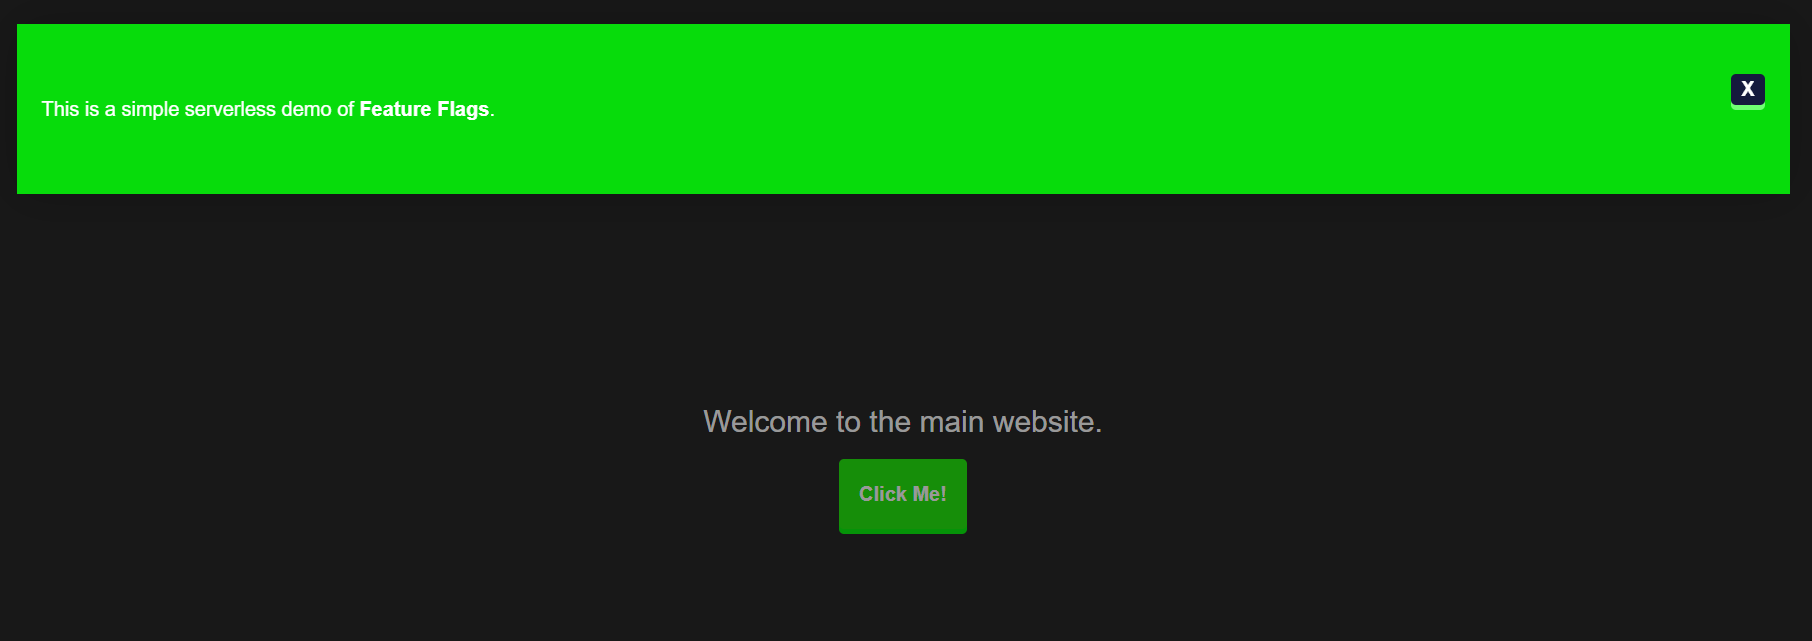 X
This is a simple serverless demo of Feature Flags.
Welcome to the main website.
Click Me!